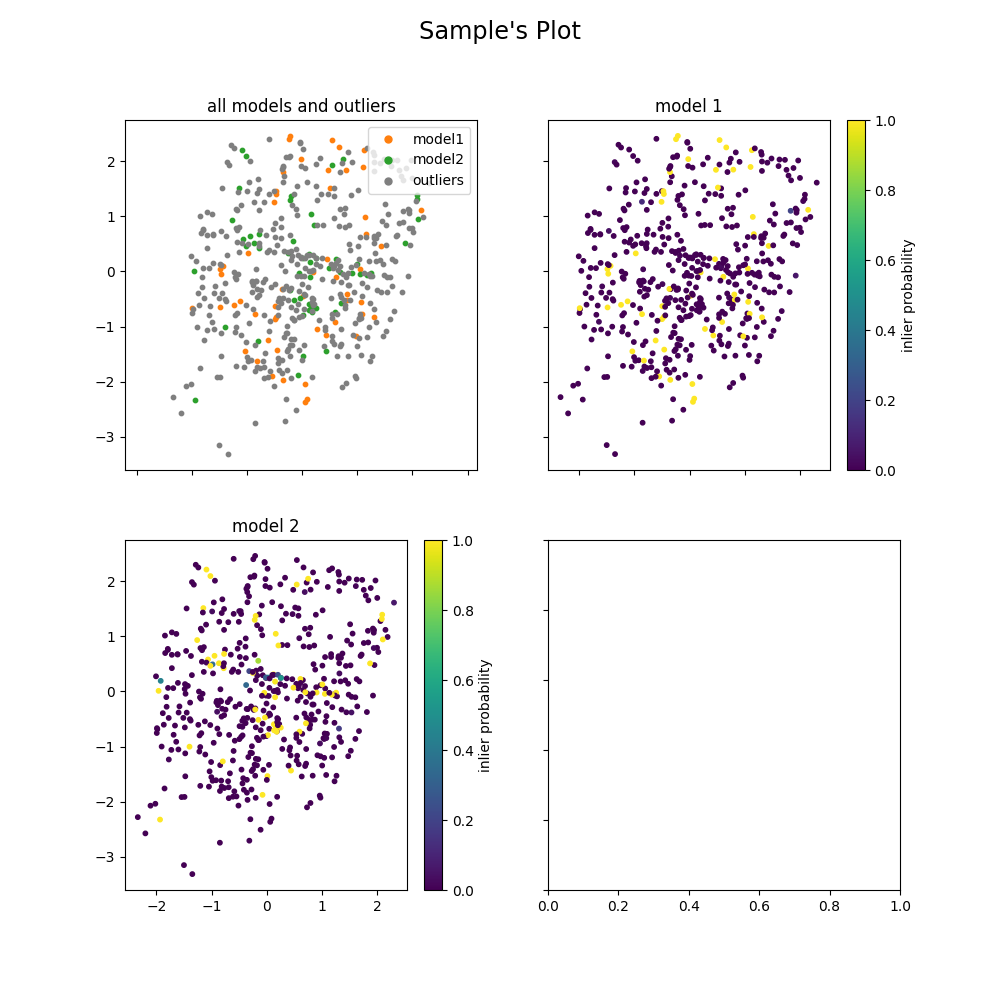 Sample's Plot
all models and outliers
model1
model2
outliers
2
1
0
−1
−2
−3
model 1
1.0
0.8
0.6
0.4
0.2
0.0
inlier probability
model 2
2
1
0
−1
−2
−3
−2 −1 0 1 2
1.0
0.8
0.6
0.4
0.2
0.0
inlier probability
0.0 0.2 0.4 0.6 0.8 1.0